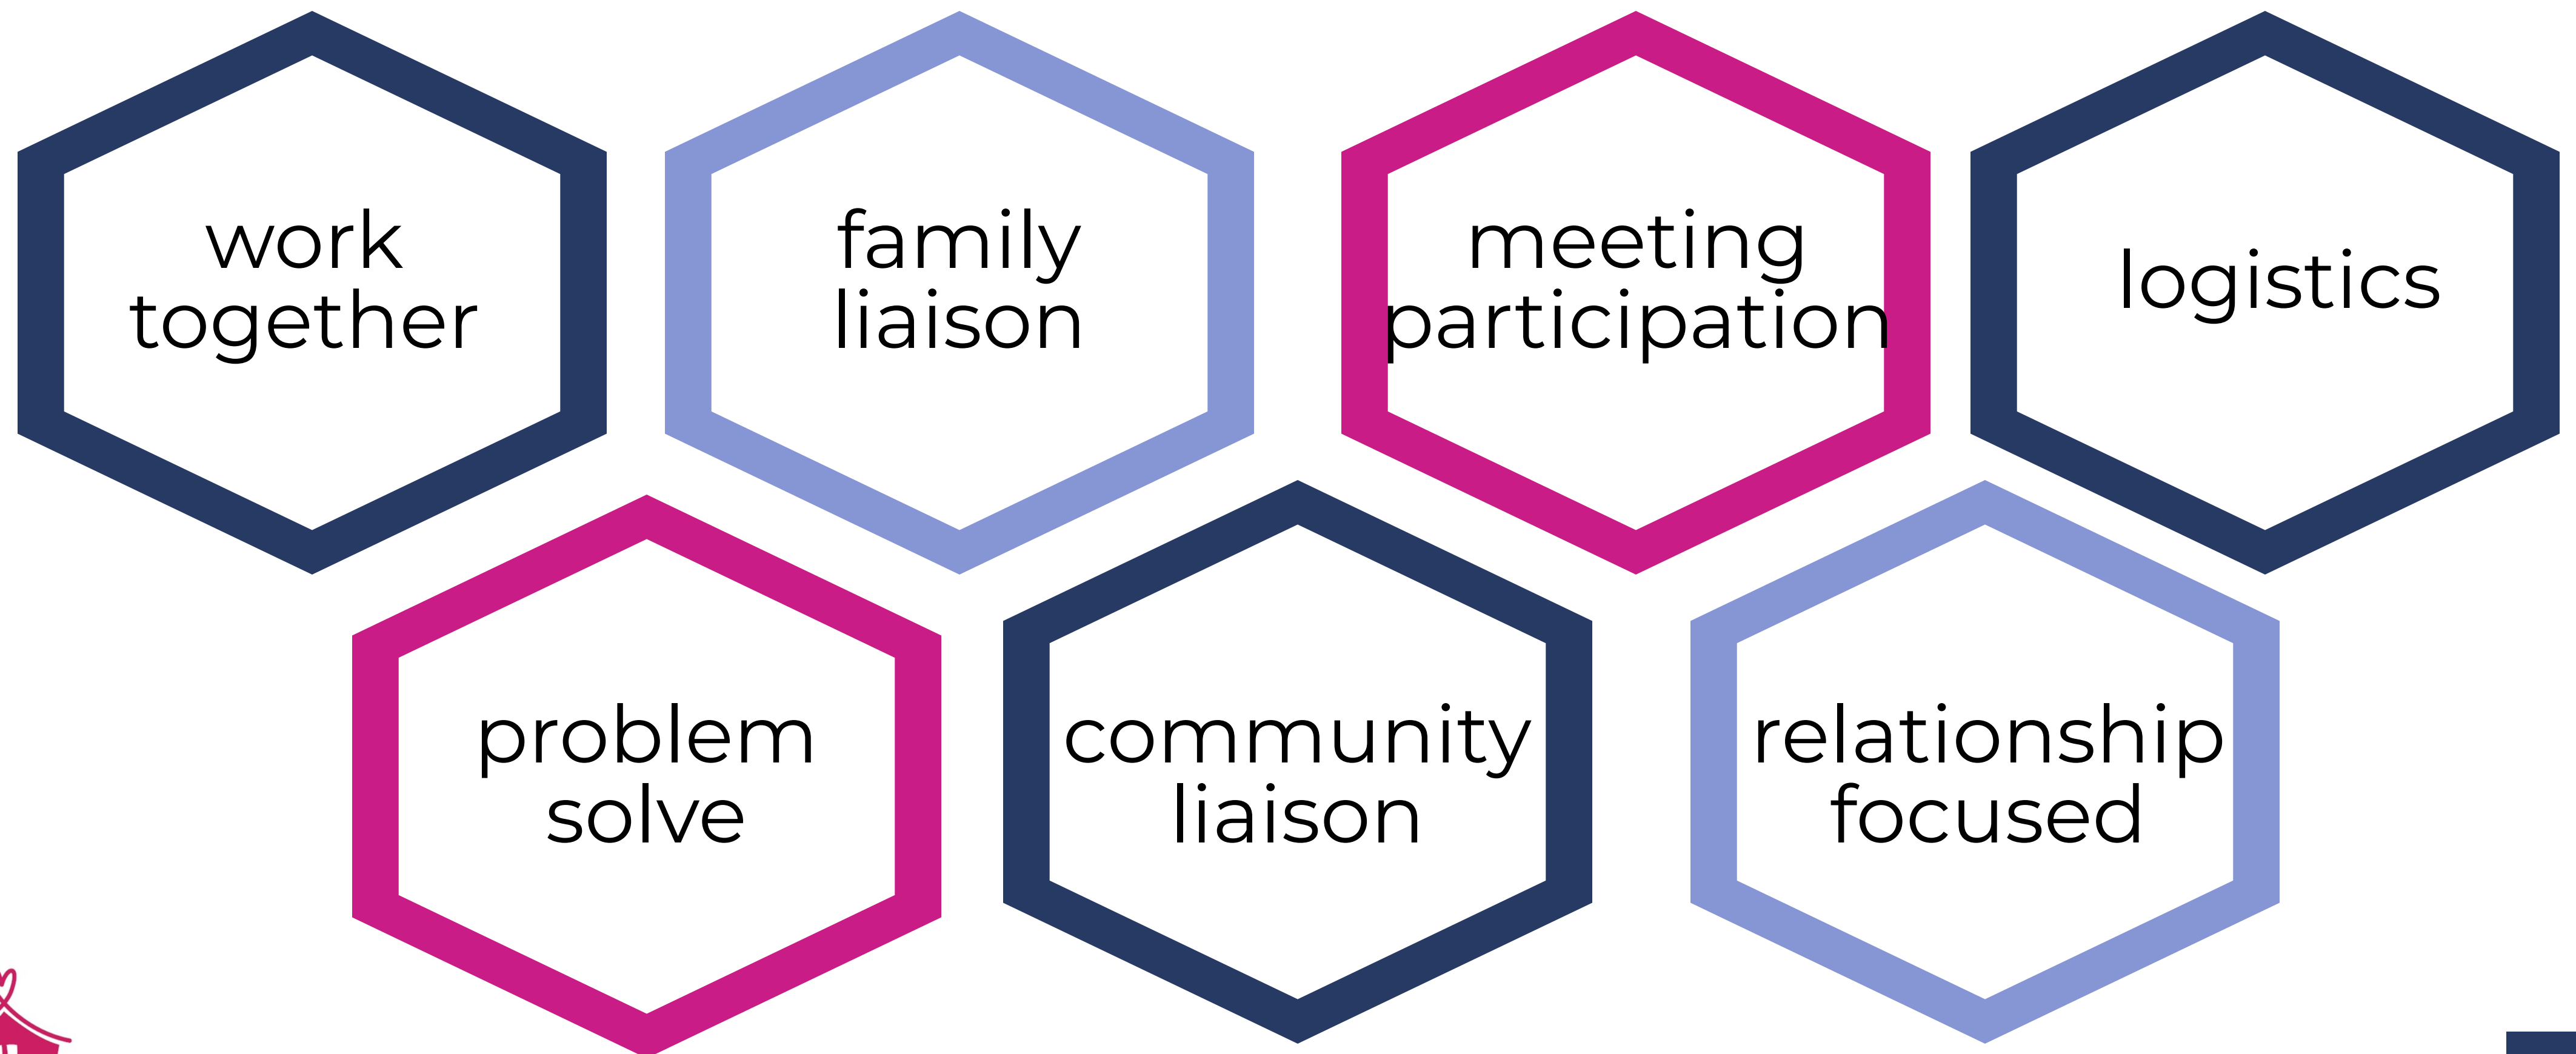 work
together
family
liaison
meeting
participation
logistics
problem
solve
community
liaison
relationship
focused